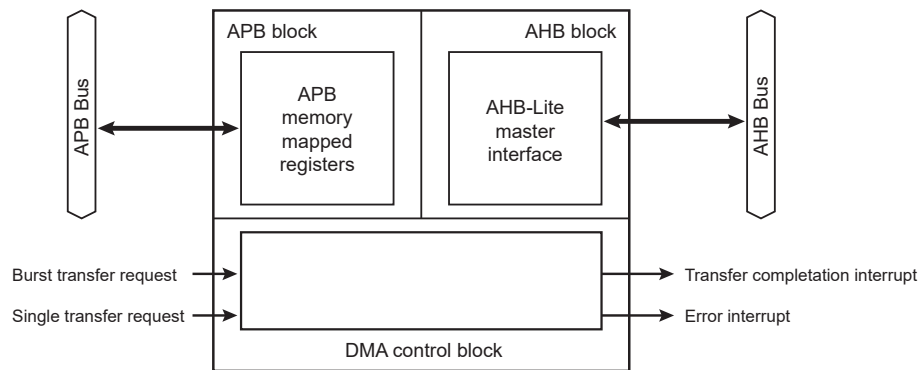 APB block
AHB block
APB Bus
APB
memory
mapped
registers
AHB-Lite
master
interface
AHB Bus
Burst transfer request
Transfer completation interrupt
Single transfer request
Error interrupt
DMA control block